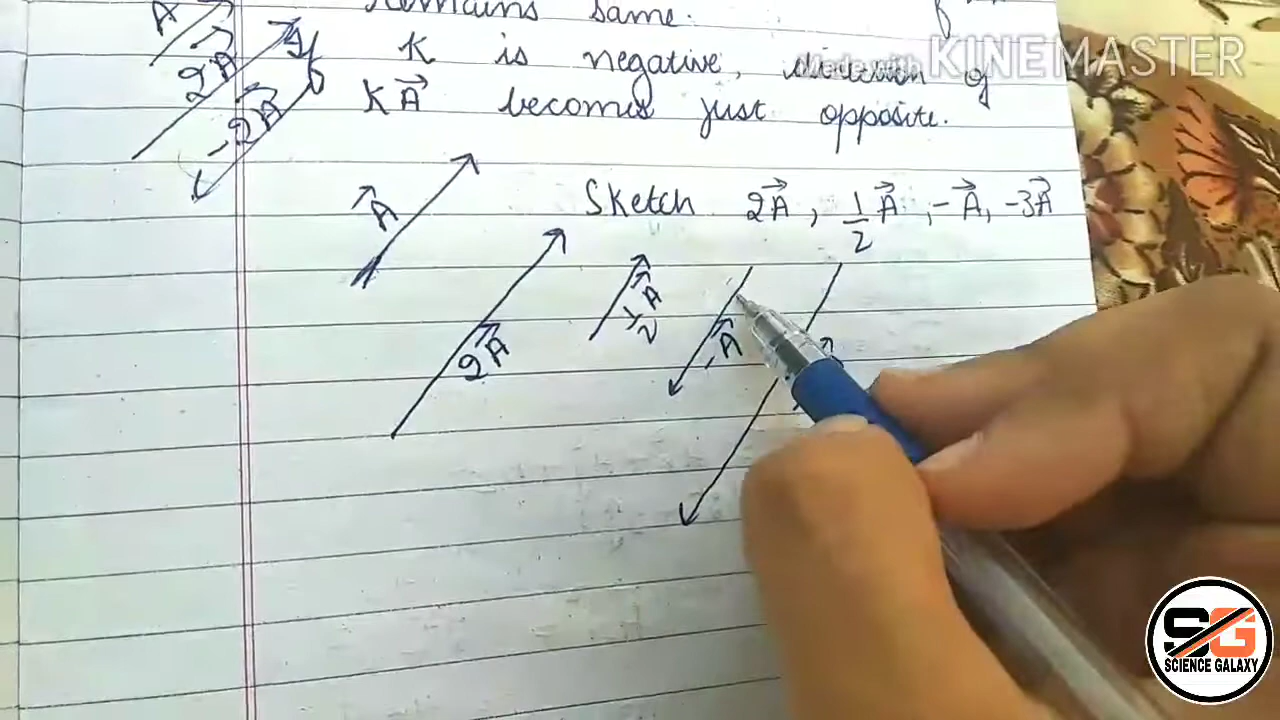 Remains same.
K is negative, direction of
KA⃗ becomes just opposite.
A⃗
2A⃗
-2A⃗
A⃗
Sketch 2A⃗, 1/2 A⃗, -A⃗, -3A⃗
2A⃗
1/2 A⃗
-A⃗
Made with KINEMASTER
SG
SCIENCE GALAXY